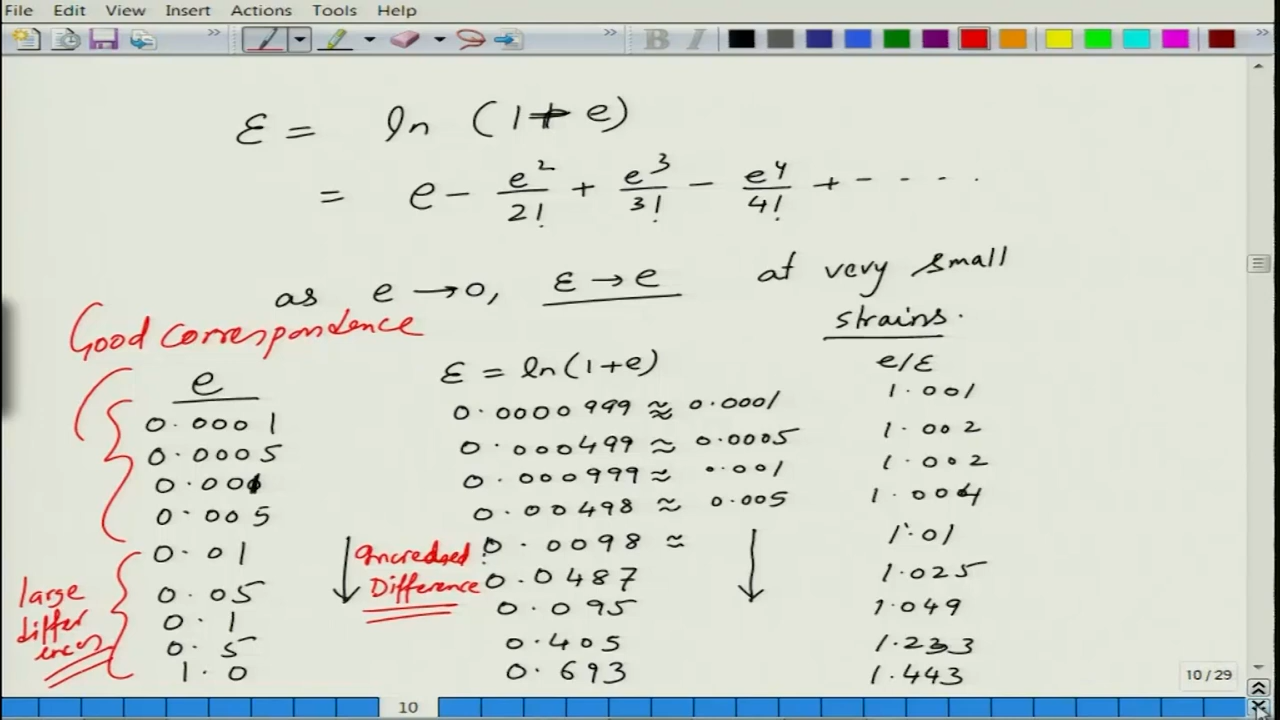 File Edit View Insert Actions Tools Help
ε = ln (1 + e)
= e - e²/2! + e³/3! - e⁴/4! + - - - -
as e → 0, ε → e at very small
strains.
Good correspondence
e ε = ln(1+e) e/ε
0.0001 0.0000999 ≈ 0.0001 1.001
0.0005 0.000499 ≈ 0.0005 1.002
0.001 0.000999 ≈ 0.001 1.002
0.005 0.00498 ≈ 0.005 1.004
0.01 0.0098 ≈ 1.01
0.05 0.0487 1.025
0.1 0.095 1.049
0.5 0.405 1.233
1.0 0.693 1.443
increased
Difference
large
differ
ences
10/29
10